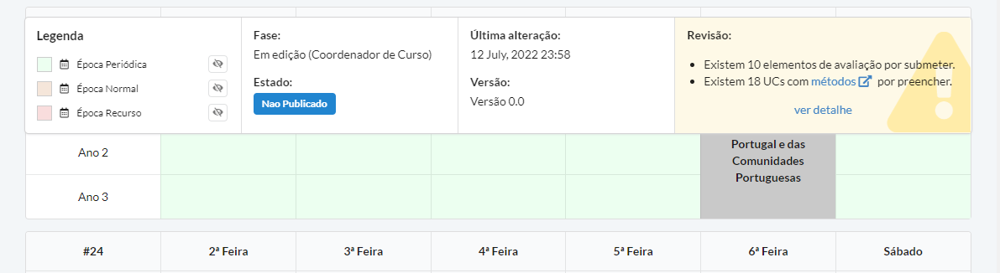 Legenda
Época Periódica
Época Normal
Época Recurso
Fase:
Em edição (Coordenador de Curso)
Estado:
Nao Publicado
Última alteração:
12 July, 2022 23:58
Versão:
Versão 0.0
Revisão:
Existem 10 elementos de avaliação por submeter.
Existem 18 UCs com métodos por preencher.
ver detalhe
Ano 2
Portugal e das
Comunidades
Portuguesas
Ano 3
#24
2ª Feira
3ª Feira
4ª Feira
5ª Feira
6ª Feira
Sábado